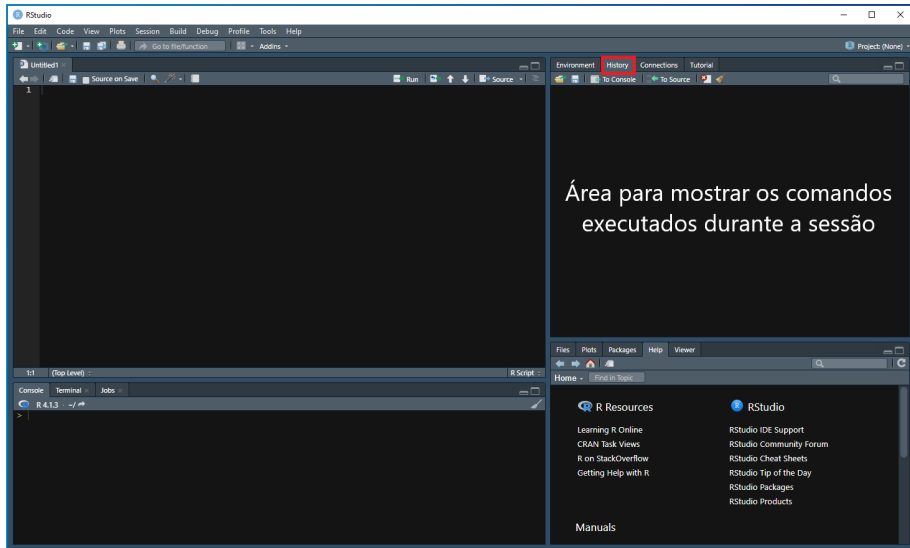 RStudio
File Edit Code View Plots Session Build Debug Profile Tools Help
Go to file/function Addins Project: (None)
Untitled1
Source on Save Run Source
1
1:1 (Top Level) R Script
Console Terminal Jobs
R 4.1.3 · ~/
>
Environment History Connections Tutorial
To Console To Source
Área para mostrar os comandos
executados durante a sessão
Files Plots Packages Help Viewer
Home Find in Topic
R Resources
Learning R Online
CRAN Task Views
R on StackOverflow
Getting Help with R
RStudio
RStudio IDE Support
RStudio Community Forum
RStudio Cheat Sheets
RStudio Tip of the Day
RStudio Packages
RStudio Products
Manuals